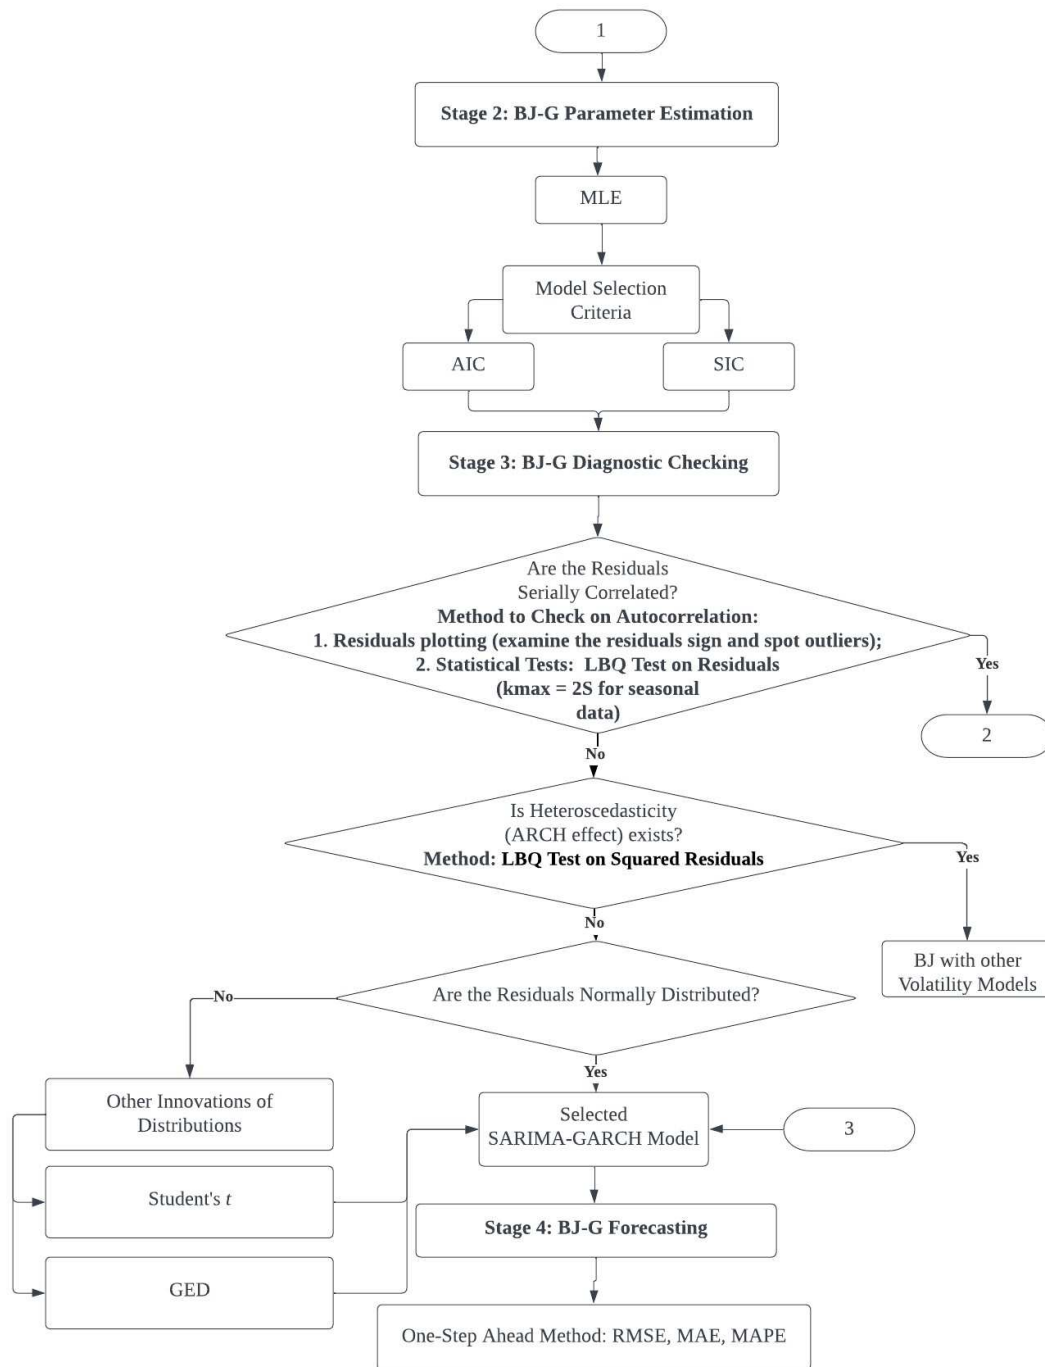 1
Stage 2: BJ-G Parameter Estimation
MLE
Model Selection
Criteria
AIC
SIC
Stage 3: BJ-G Diagnostic Checking
Are the Residuals
Serially Correlated?
Method to Check on Autocorrelation:
1. Residuals plotting (examine the residuals sign and spot outliers);
2. Statistical Tests: LBQ Test on Residuals
(kmax = 2S for seasonal
data)
Yes
2
No
Is Heteroscedasticity
(ARCH effect) exists?
Method: LBQ Test on Squared Residuals
Yes
No
BJ with other
Volatility Models
Are the Residuals Normally Distributed?
No
Yes
Other Innovations of
Distributions
Selected
SARIMA-GARCH Model
3
Student's t
Stage 4: BJ-G Forecasting
GED
One-Step Ahead Method: RMSE, MAE, MAPE